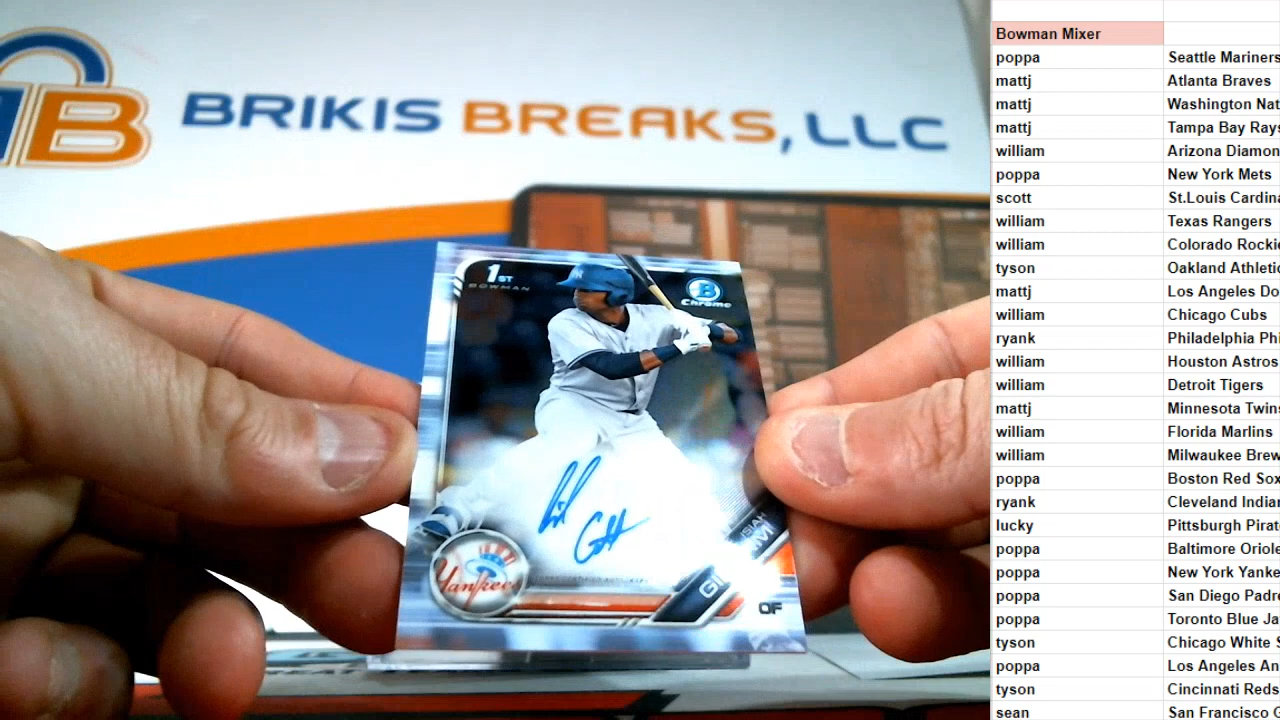 BRIKIS BREAKS, LLC
B
1ST
BOWMAN
Chrome
Yankees
OF
Bowman Mixer
poppa Seattle Mariners
mattj Atlanta Braves
mattj Washington Nat
mattj Tampa Bay Rays
william Arizona Diamon
poppa New York Mets
scott St.Louis Cardina
william Texas Rangers
william Colorado Rockie
tyson Oakland Athletic
mattj Los Angeles Do
william Chicago Cubs
ryank Philadelphia Phi
william Houston Astros
william Detroit Tigers
mattj Minnesota Twins
william Florida Marlins
william Milwaukee Brew
poppa Boston Red Sox
ryank Cleveland Indian
lucky Pittsburgh Pirat
poppa Baltimore Oriole
poppa New York Yanke
poppa San Diego Padre
poppa Toronto Blue Ja
tyson Chicago White S
poppa Los Angeles An
tyson Cincinnati Reds
sean San Francisco G